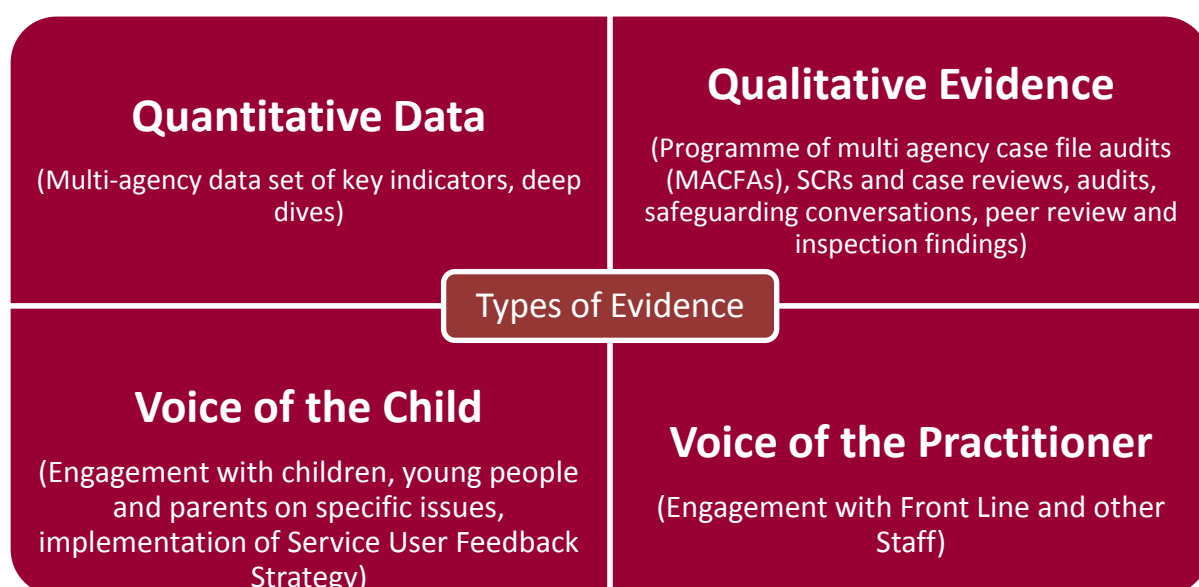 Quantitative Data
(Multi-agency data set of key indicators, deep
dives)
Qualitative Evidence
(Programme of multi agency case file audits
(MACFAs), SCRs and case reviews, audits,
safeguarding conversations, peer review and
inspection findings)
Types of Evidence
Voice of the Child
(Engagement with children, young people
and parents on specific issues,
implementation of Service User Feedback
Strategy)
Voice of the Practitioner
(Engagement with Front Line and other
Staff)